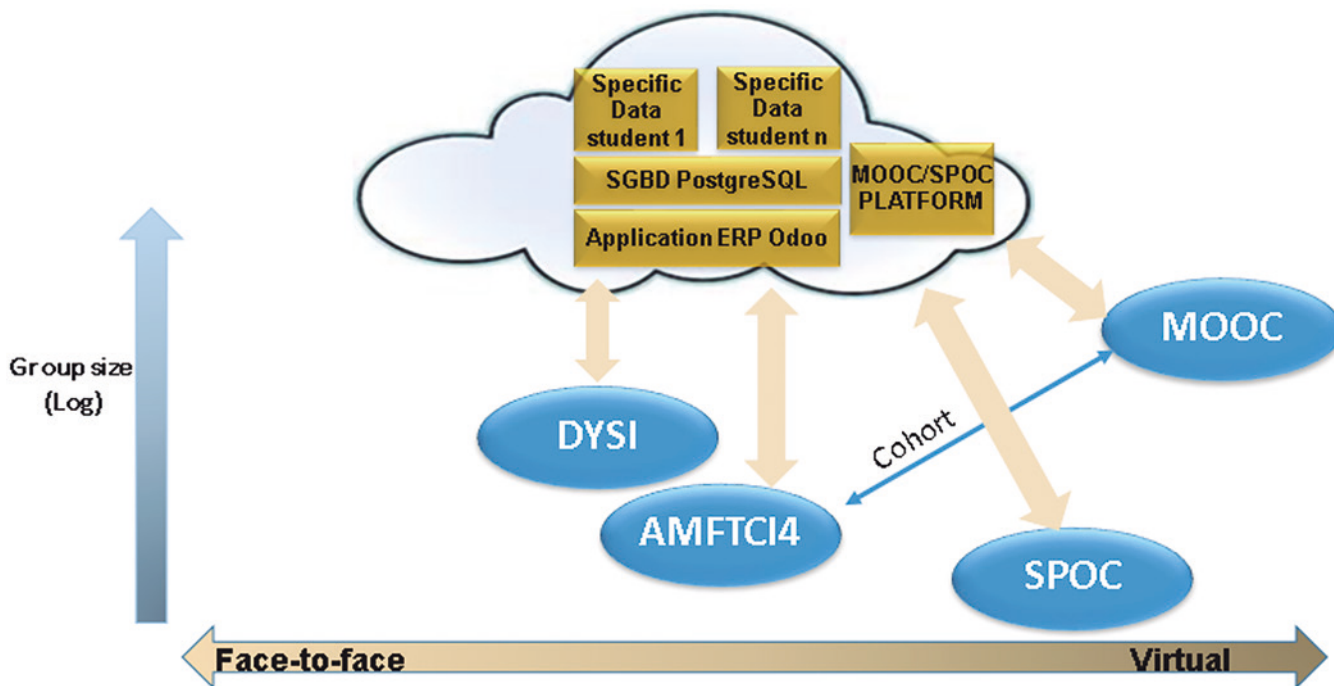 Specific
Data
student 1
Specific
Data
student n
SGBD PostgreSQL
MOOC/SPOC
PLATFORM
Application ERP Odoo
Group size
(Log)
MOOC
DYSI
Cohort
AMFTCI4
SPOC
Face-to-face
Virtual